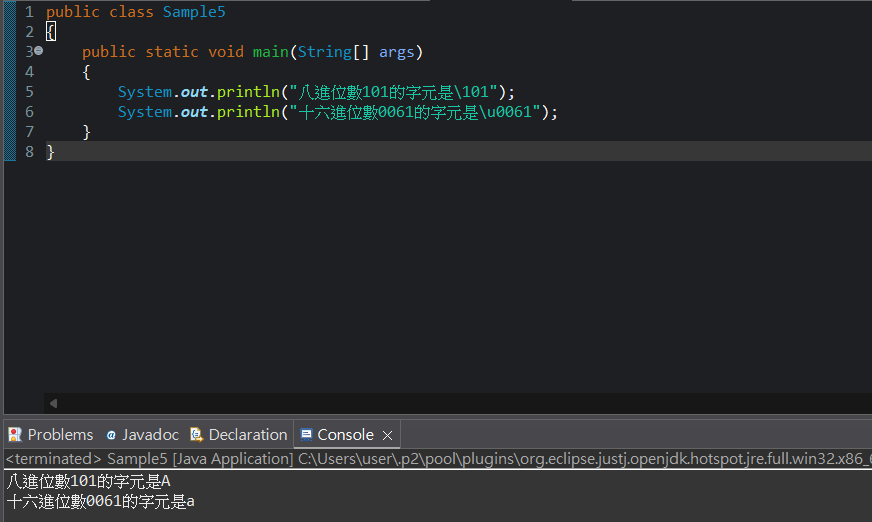 1 public class Sample5
2 {
3 public static void main(String[] args)
4 {
5 System.out.println("八進位數101的字元是\101");
6 System.out.println("十六進位數0061的字元是\u0061");
7 }
8 }
Problems @ Javadoc Declaration Console
<terminated> Sample5 [Java Application] C:\Users\user\.p2\pool\plugins\org.eclipse.justj.openjdk.hotspot.jre.full.win32.x86_6
八進位數101的字元是A
十六進位數0061的字元是a